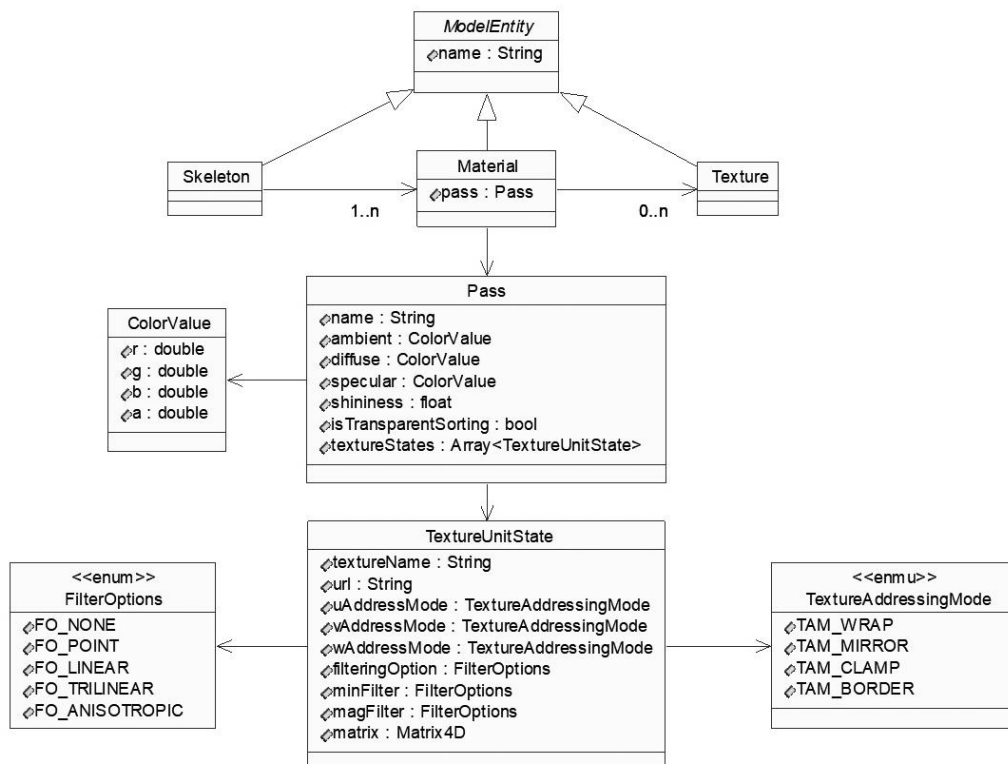 ModelEntity
name : String
Skeleton
Material
pass : Pass
Texture
1..n
0..n
Pass
name : String
ambient : ColorValue
diffuse : ColorValue
specular : ColorValue
shininess : float
isTransparentSorting : bool
textureStates : Array<TextureUnitState>
ColorValue
r : double
g : double
b : double
a : double
TextureUnitState
textureName : String
url : String
uAddressMode : TextureAddressingMode
vAddressMode : TextureAddressingMode
wAddressMode : TextureAddressingMode
filteringOption : FilterOptions
minFilter : FilterOptions
magFilter : FilterOptions
matrix : Matrix4D
<<enum>>
FilterOptions
FO_NONE
FO_POINT
FO_LINEAR
FO_TRILINEAR
FO_ANISOTROPIC
<<enmu>>
TextureAddressingMode
TAM_WRAP
TAM_MIRROR
TAM_CLAMP
TAM_BORDER